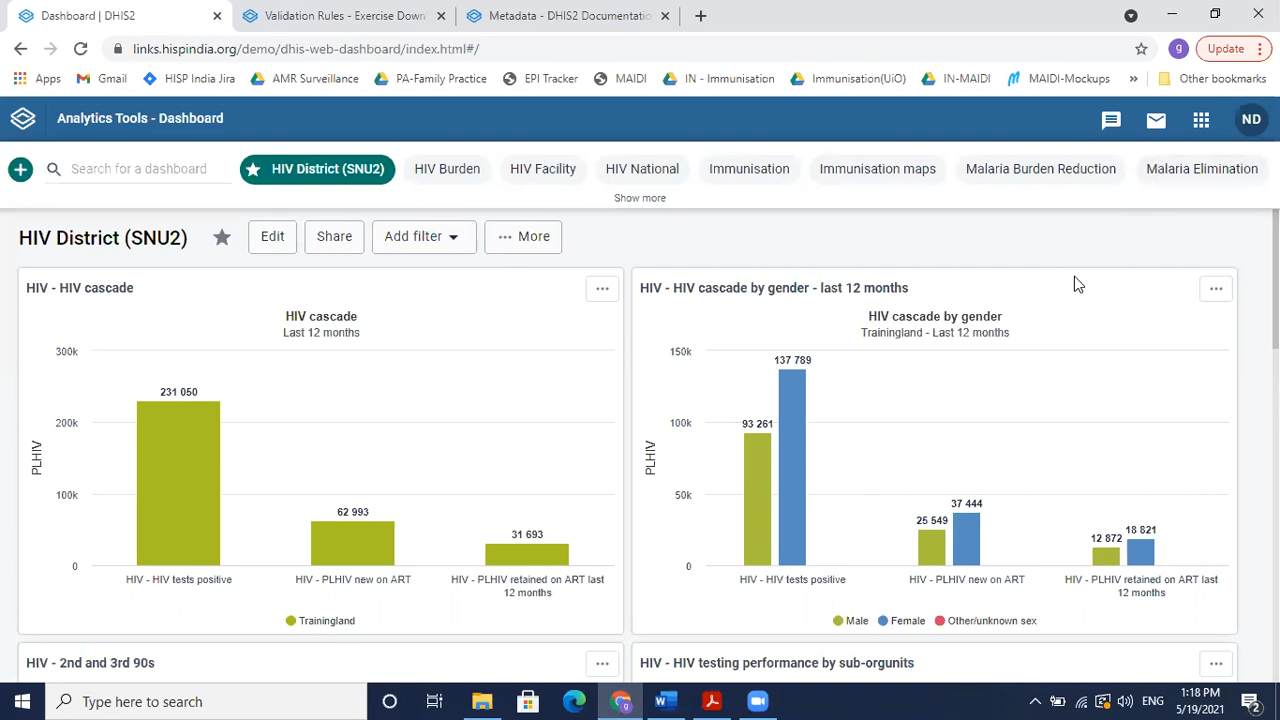 Dashboard | DHIS2
Validation Rules - Exercise Down
Metadata - DHIS2 Documentatio
links.hispindia.org/demo/dhis-web-dashboard/index.html#/
g
Update
Apps
Gmail
HISP India Jira
AMR Surveillance
PA-Family Practice
EPI Tracker
MAIDI
IN - Immunisation
Immunisation(UiO)
IN-MAIDI
MAIDI-Mockups
»
Other bookmarks
Analytics Tools - Dashboard
ND
Search for a dashboard
HIV District (SNU2)
HIV Burden
HIV Facility
HIV National
Immunisation
Immunisation maps
Malaria Burden Reduction
Malaria Elimination
Show more
HIV District (SNU2)
Edit
Share
Add filter
More
HIV - HIV cascade
HIV cascade
Last 12 months
300k
200k
100k
0
PLHIV
231 050
62 993
31 693
HIV - HIV tests positive
HIV - PLHIV new on ART
HIV - PLHIV retained on ART last
12 months
Trainingland
HIV - HIV cascade by gender - last 12 months
HIV cascade by gender
Trainingland - Last 12 months
150k
100k
50k
0
PLHIV
93 261
137 789
25 549
37 444
12 872
18 821
HIV - HIV tests positive
HIV - PLHIV new on ART
HIV - PLHIV retained on ART last
12 months
Male
Female
Other/unknown sex
HIV - 2nd and 3rd 90s
HIV - HIV testing performance by sub-orgunits
Type here to search
g
ENG
1:18 PM
5/19/2021
2